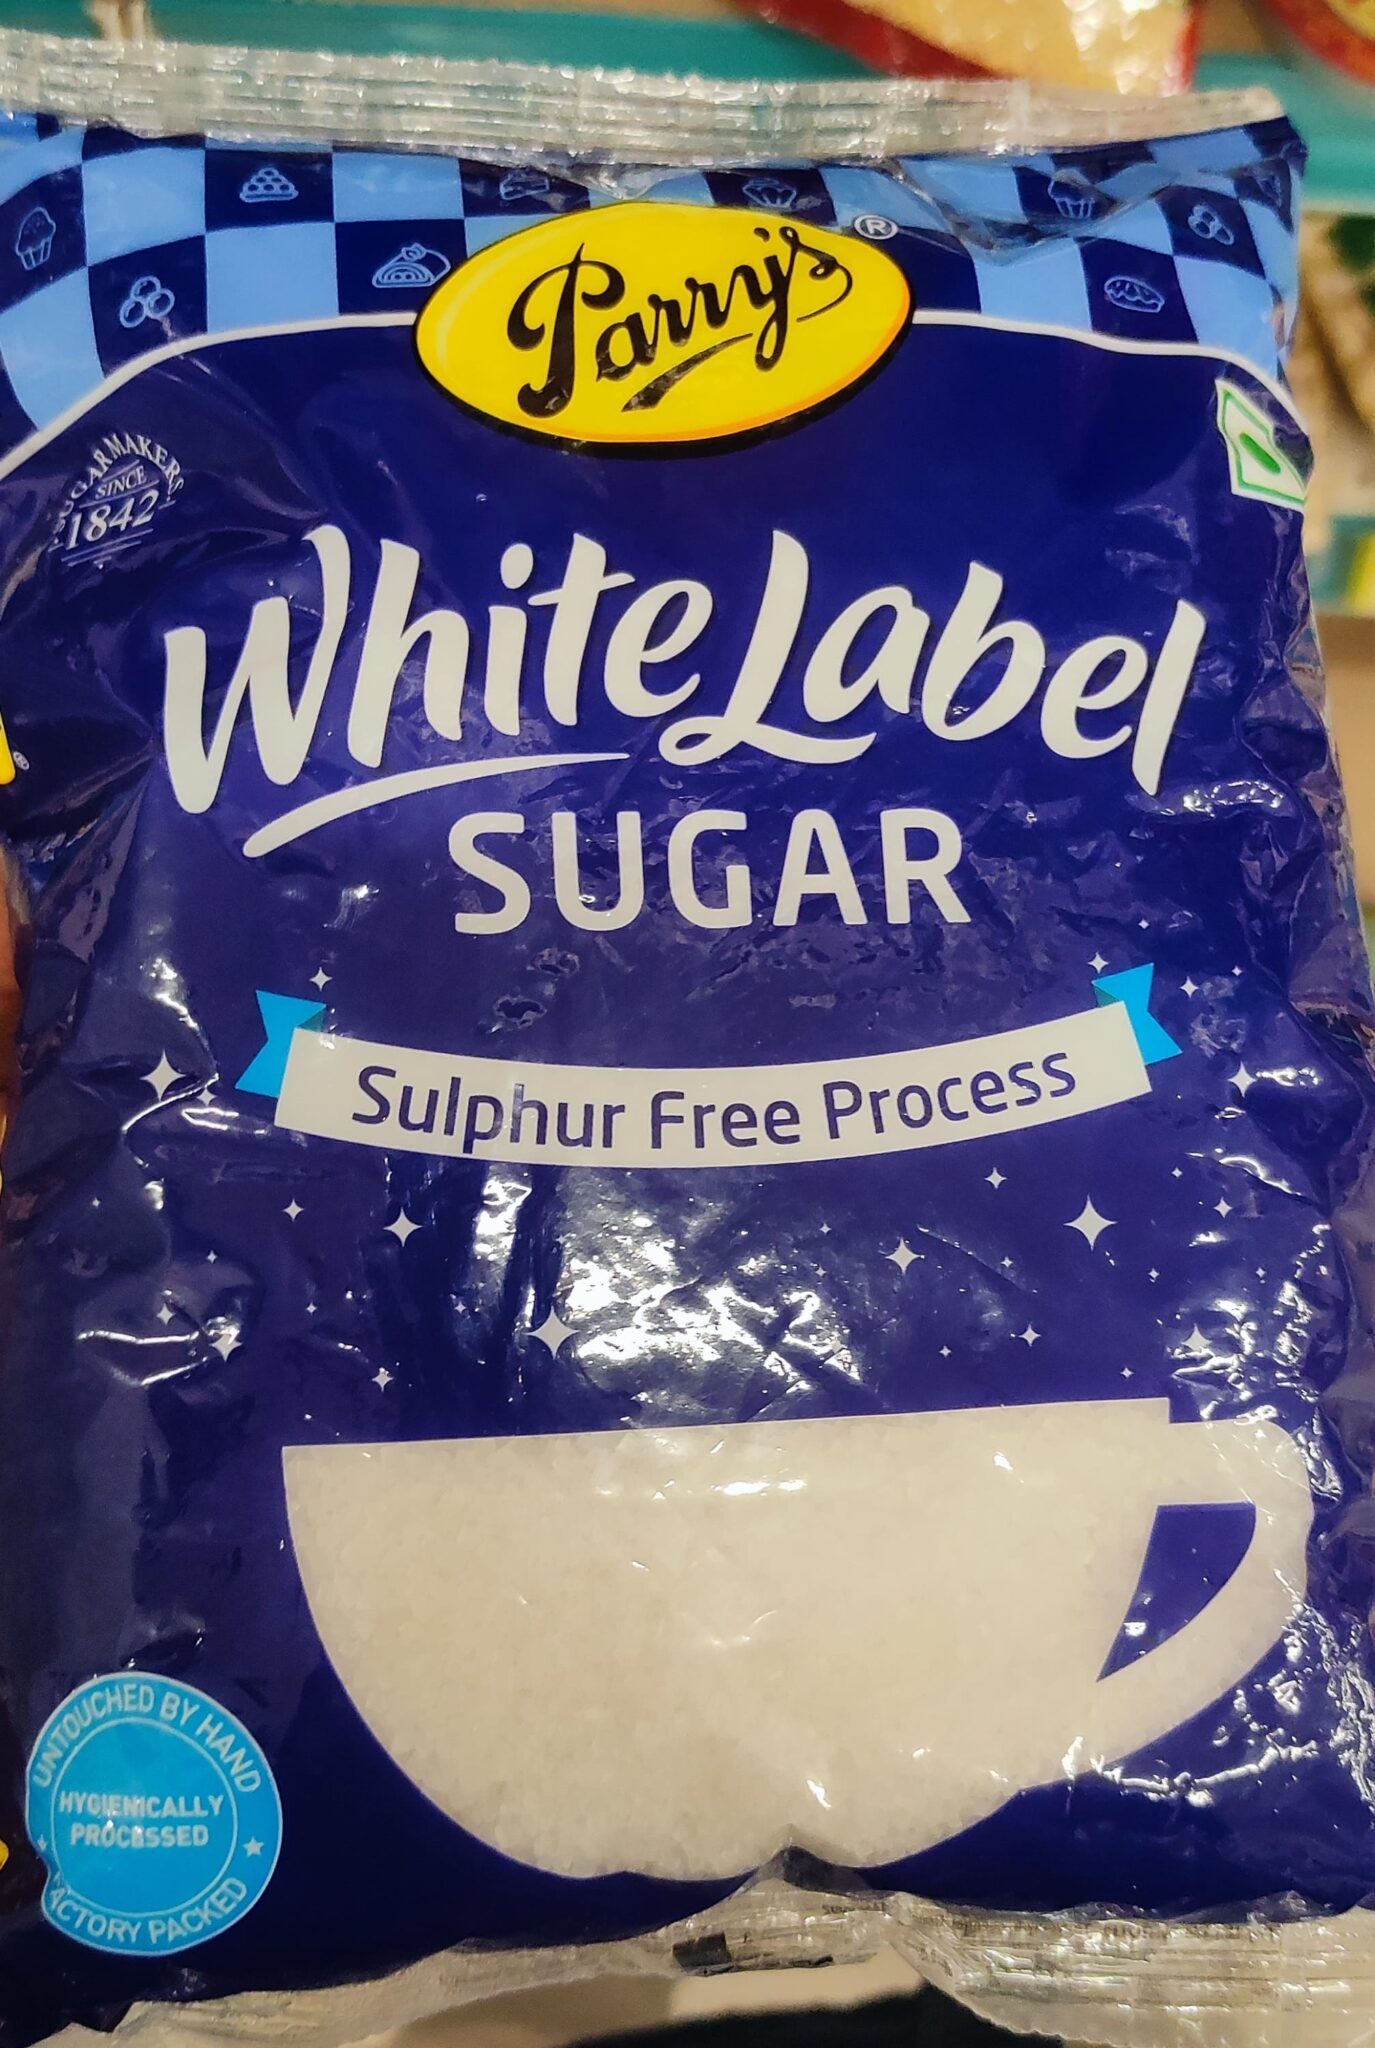 Parry's ®
SUGARMAKERS
SINCE
1842
White Label
SUGAR
Sulphur Free Process
UNTOUCHED BY HAND
HYGIENICALLY
PROCESSED
FACTORY PACKED